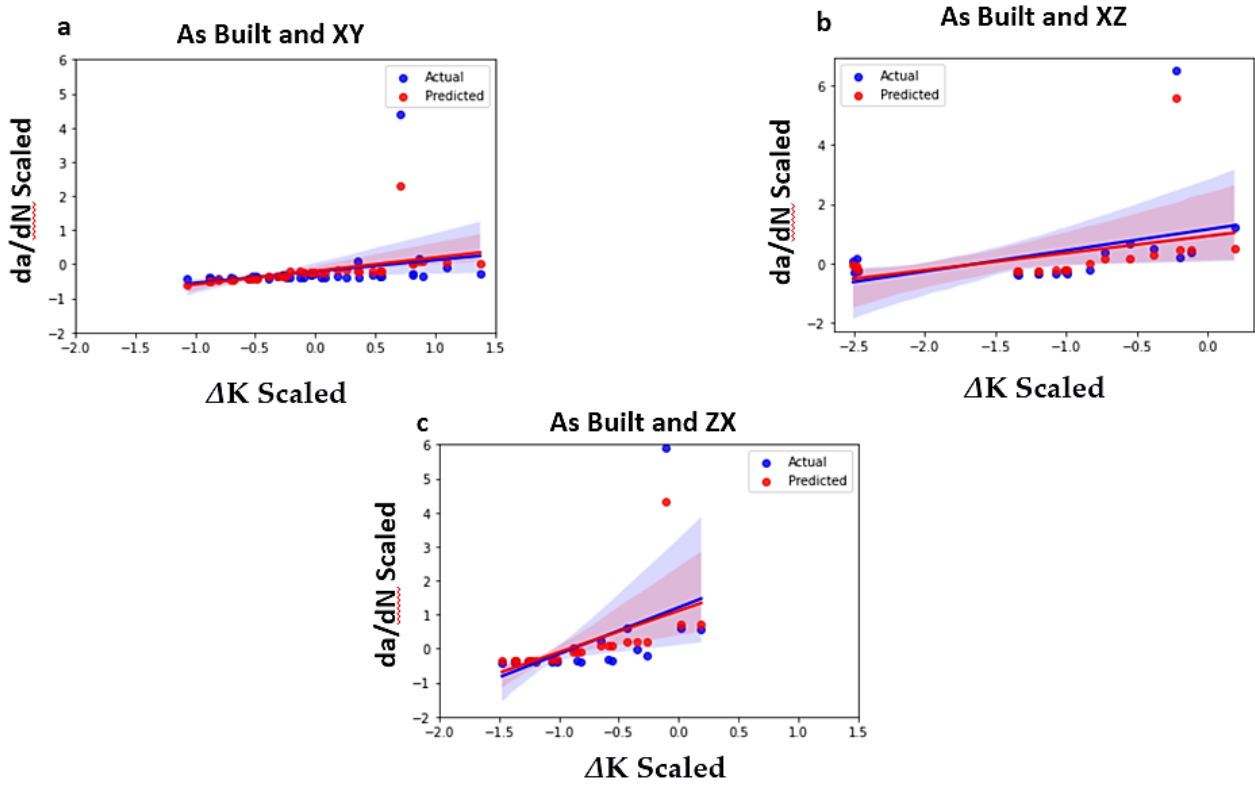 a
As Built and XY
da/dN Scaled
6
5
4
3
2
1
0
−1
−2
Actual
Predicted
−2.0 −1.5 −1.0 −0.5 0.0 0.5 1.0 1.5
ΔK Scaled
b
As Built and XZ
da/dN Scaled
6
4
2
0
−2
Actual
Predicted
−2.5 −2.0 −1.5 −1.0 −0.5 0.0
ΔK Scaled
c
As Built and ZX
da/dN Scaled
6
5
4
3
2
1
0
−1
−2
Actual
Predicted
−2.0 −1.5 −1.0 −0.5 0.0 0.5 1.0 1.5
ΔK Scaled